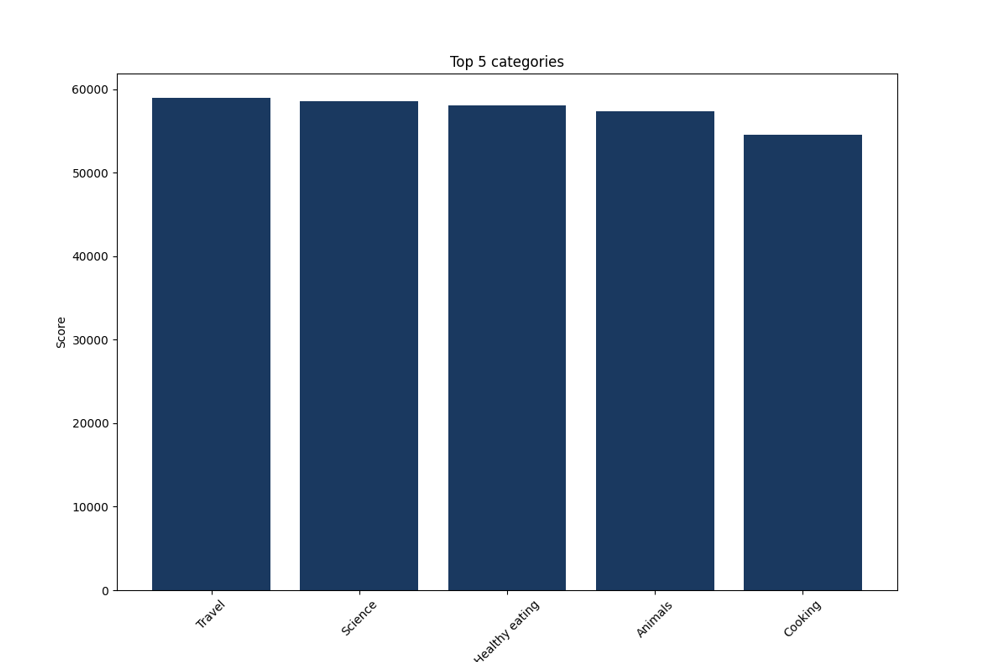 Top 5 categories
60000
50000
40000
30000
20000
10000
0
Score
Travel
Science
Healthy eating
Animals
Cooking